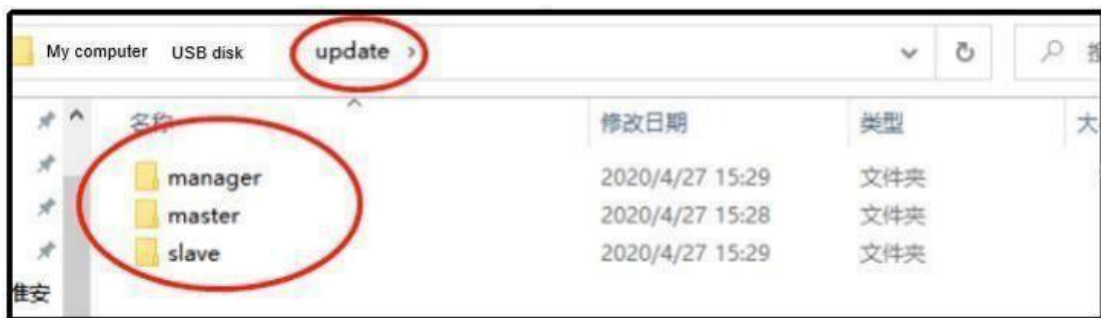 My computer USB disk update >
名称 修改日期 类型 大
manager 2020/4/27 15:29 文件夹
master 2020/4/27 15:28 文件夹
slave 2020/4/27 15:29 文件夹
淮安